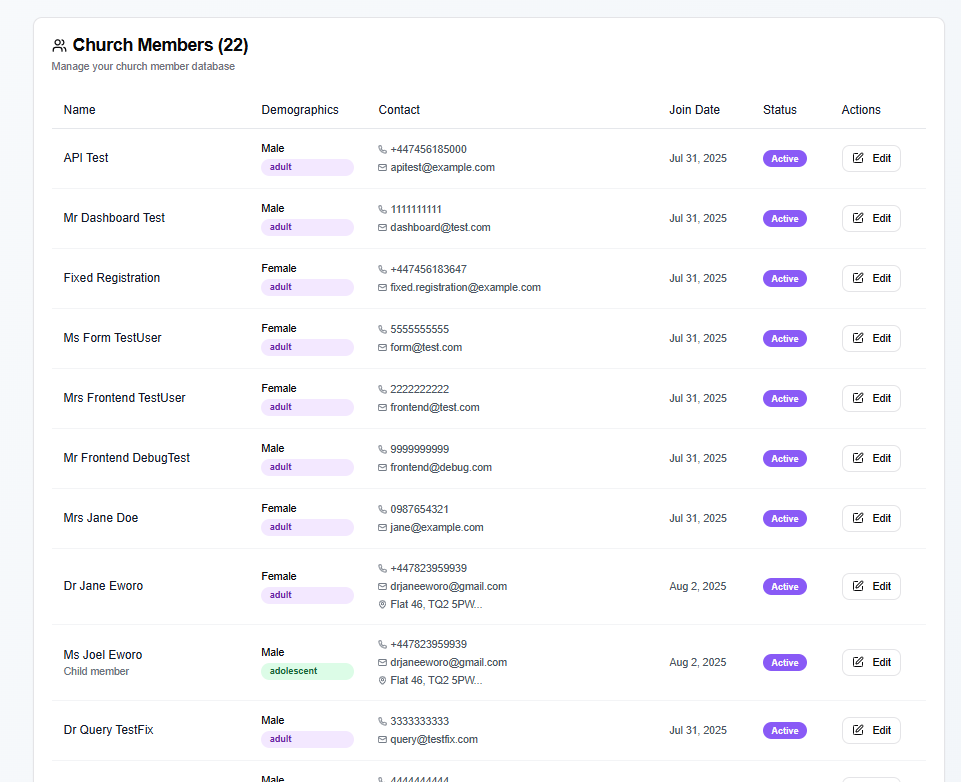 Church Members (22)
Manage your church member database
Name Demographics Contact Join Date Status Actions
API Test Male adult +447456185000 apitest@example.com Jul 31, 2025 Active Edit
Mr Dashboard Test Male adult 1111111111 dashboard@test.com Jul 31, 2025 Active Edit
Fixed Registration Female adult +447456183647 fixed.registration@example.com Jul 31, 2025 Active Edit
Ms Form TestUser Female adult 5555555555 form@test.com Jul 31, 2025 Active Edit
Mrs Frontend TestUser Female adult 2222222222 frontend@test.com Jul 31, 2025 Active Edit
Mr Frontend DebugTest Male adult 9999999999 frontend@debug.com Jul 31, 2025 Active Edit
Mrs Jane Doe Female adult 0987654321 jane@example.com Jul 31, 2025 Active Edit
Dr Jane Eworo Female adult +447823959939 drjaneeworo@gmail.com Flat 46, TQ2 5PW... Aug 2, 2025 Active Edit
Ms Joel Eworo Child member Male adolescent +447823959939 drjaneeworo@gmail.com Flat 46, TQ2 5PW... Aug 2, 2025 Active Edit
Dr Query TestFix Male adult 3333333333 query@testfix.com Jul 31, 2025 Active Edit
Male 4444444444